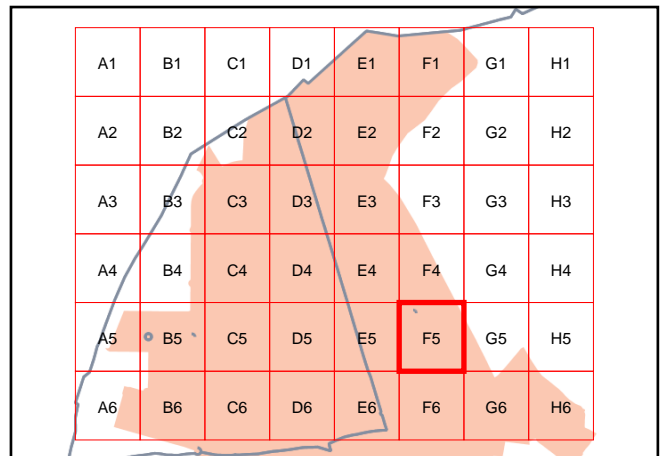 A1 B1 C1 D1 E1 F1 G1 H1
A2 B2 C2 D2 E2 F2 G2 H2
A3 B3 C3 D3 E3 F3 G3 H3
A4 B4 C4 D4 E4 F4 G4 H4
A5 B5 C5 D5 E5 F5 G5 H5
A6 B6 C6 D6 E6 F6 G6 H6